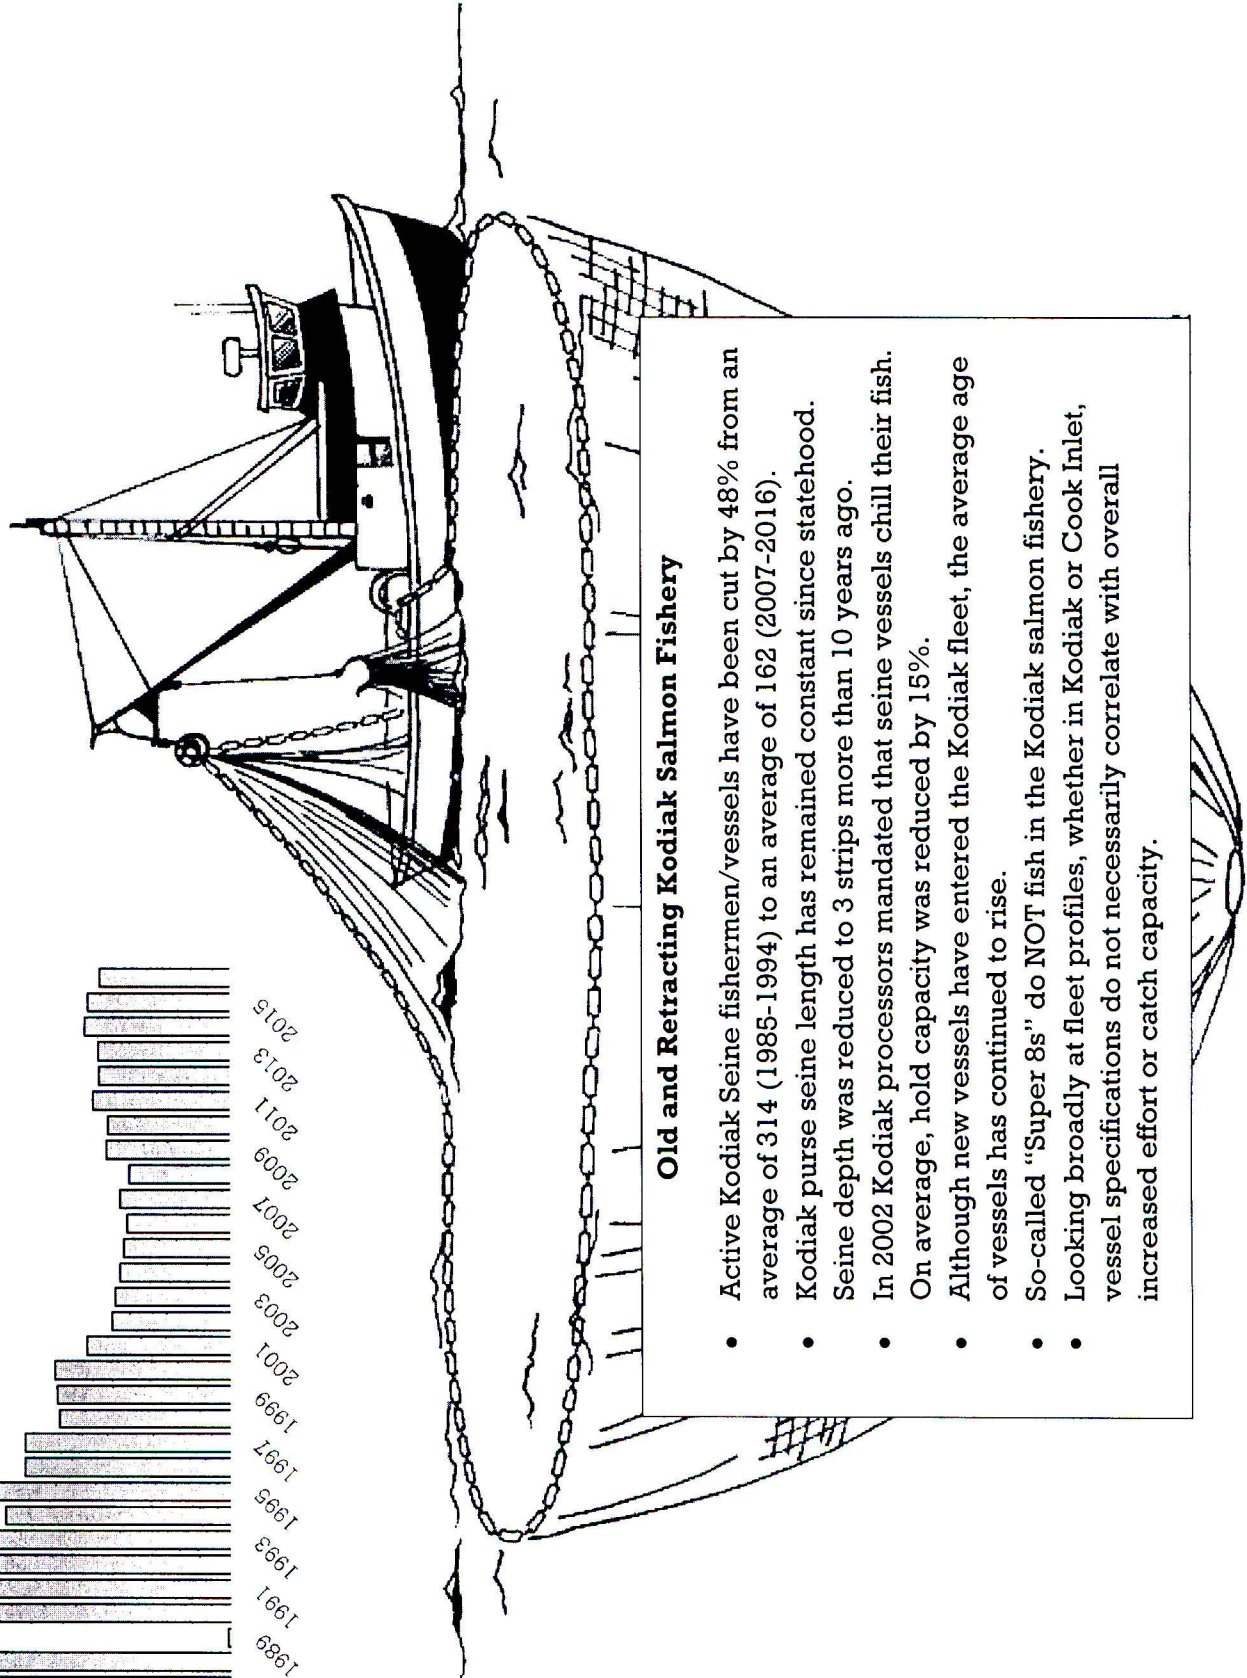 1989
1991
1993
1995
1997
1999
2001
2003
2005
2007
2009
2011
2013
2015
Old and Retracting Kodiak Salmon Fishery
• Active Kodiak Seine fishermen/vessels have been cut by 48% from an
average of 314 (1985-1994) to an average of 162 (2007-2016).
• Kodiak purse seine length has remained constant since statehood.
Seine depth was reduced to 3 strips more than 10 years ago.
• In 2002 Kodiak processors mandated that seine vessels chill their fish.
On average, hold capacity was reduced by 15%.
• Although new vessels have entered the Kodiak fleet, the average age
of vessels has continued to rise.
• So-called “Super 8s” do NOT fish in the Kodiak salmon fishery.
• Looking broadly at fleet profiles, whether in Kodiak or Cook Inlet,
vessel specifications do not necessarily correlate with overall
increased effort or catch capacity.